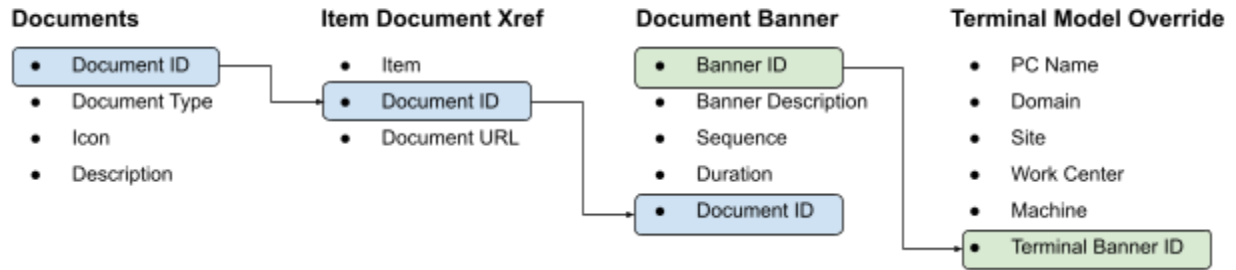 Documents
● Document ID
● Document Type
● Icon
● Description
Item Document Xref
● Item
● Document ID
● Document URL
Document Banner
● Banner ID
● Banner Description
● Sequence
● Duration
● Document ID
Terminal Model Override
● PC Name
● Domain
● Site
● Work Center
● Machine
● Terminal Banner ID